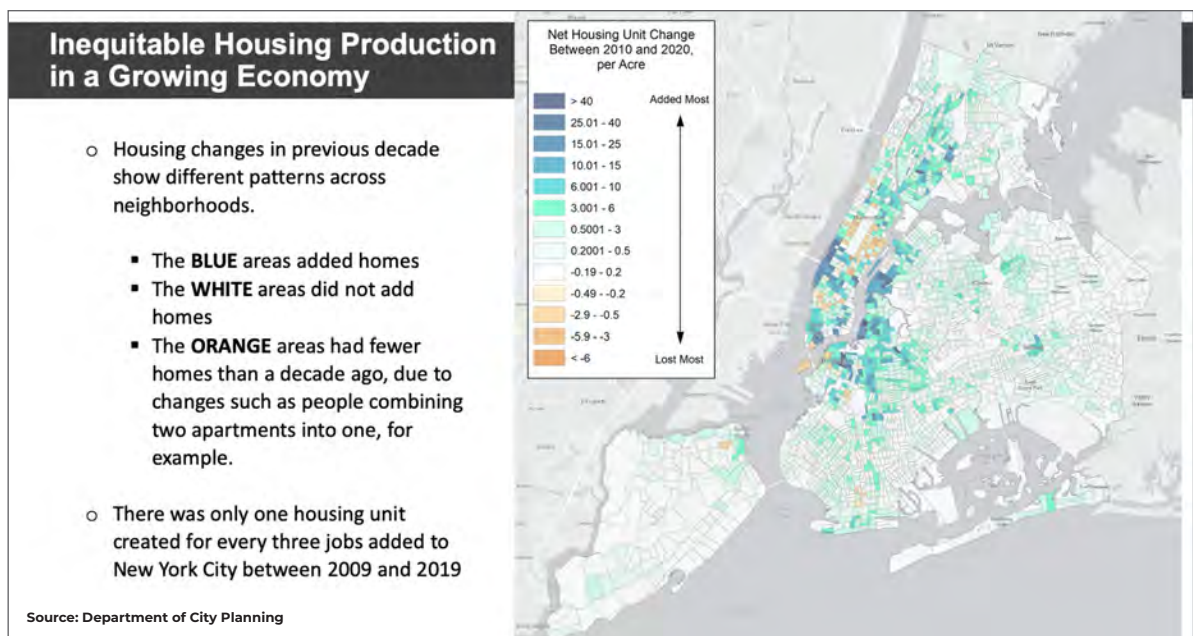 Inequitable Housing Production
in a Growing Economy
○ Housing changes in previous decade
show different patterns across
neighborhoods.
▪ The BLUE areas added homes
▪ The WHITE areas did not add
homes
▪ The ORANGE areas had fewer
homes than a decade ago, due to
changes such as people combining
two apartments into one, for
example.
○ There was only one housing unit
created for every three jobs added to
New York City between 2009 and 2019
Source: Department of City Planning
Net Housing Unit Change
Between 2010 and 2020,
per Acre
> 40
25.01 - 40
15.01 - 25
10.01 - 15
6.001 - 10
3.001 - 6
0.5001 - 3
0.2001 - 0.5
-0.19 - 0.2
-0.49 - -0.2
-2.9 - -0.5
-5.9 - -3
< -6
Added Most
Lost Most